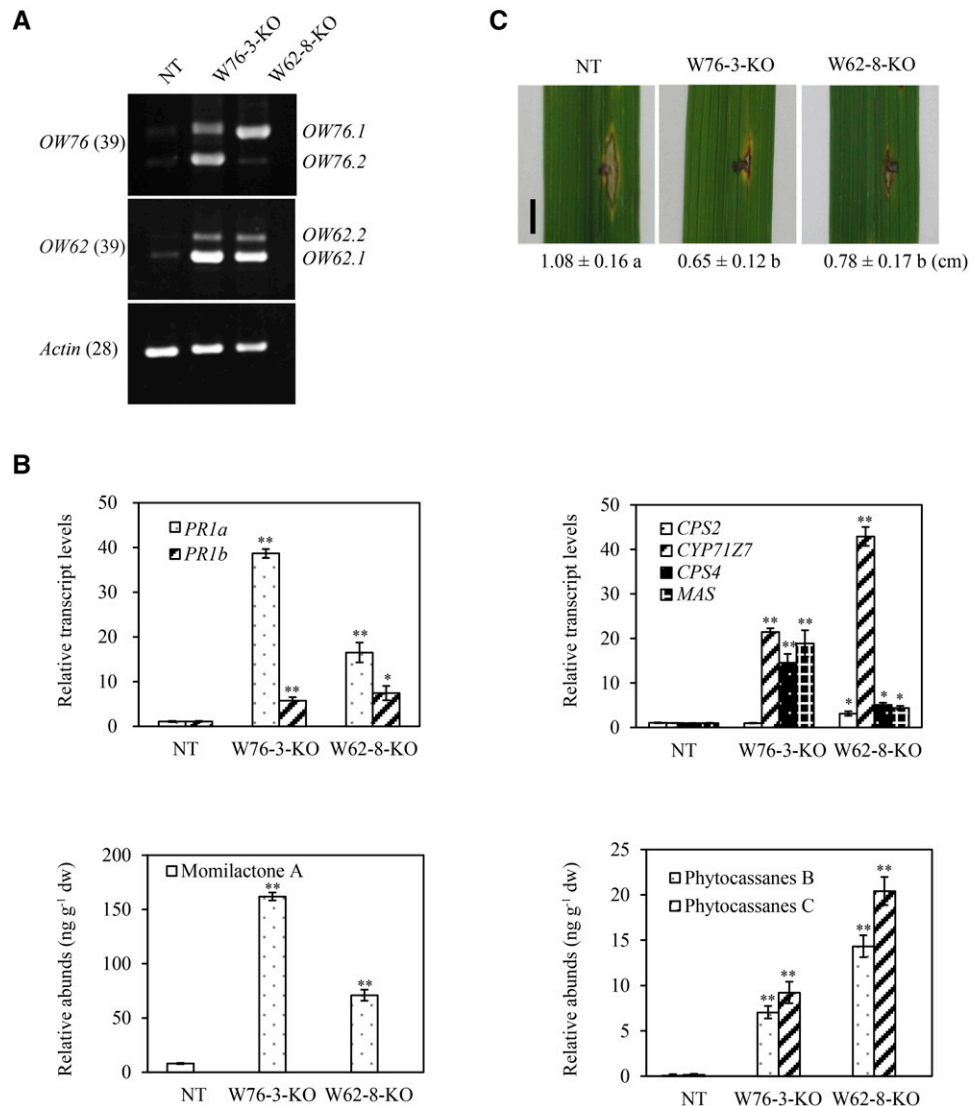 A
NT
W76-3-KO
W62-8-KO
OW76 (39)
OW76.1
OW76.2
OW62 (39)
OW62.2
OW62.1
Actin (28)
C
NT
W76-3-KO
W62-8-KO
1.08 ± 0.16 a
0.65 ± 0.12 b
0.78 ± 0.17 b (cm)
B
Relative transcript levels
50
40
30
20
10
0
PR1a
PR1b
**
**
**
*
NT
W76-3-KO
W62-8-KO
Relative transcript levels
50
40
30
20
10
0
CPS2
CYP71Z7
CPS4
MAS
**
**
**
*
**
*
*
NT
W76-3-KO
W62-8-KO
Relative abunds (ng g⁻¹ dw)
200
150
100
50
0
Momilactone A
**
**
NT
W76-3-KO
W62-8-KO
Relative abunds (ng g⁻¹ dw)
25
20
15
10
5
0
Phytocassanes B
Phytocassanes C
**
**
**
**
NT
W76-3-KO
W62-8-KO